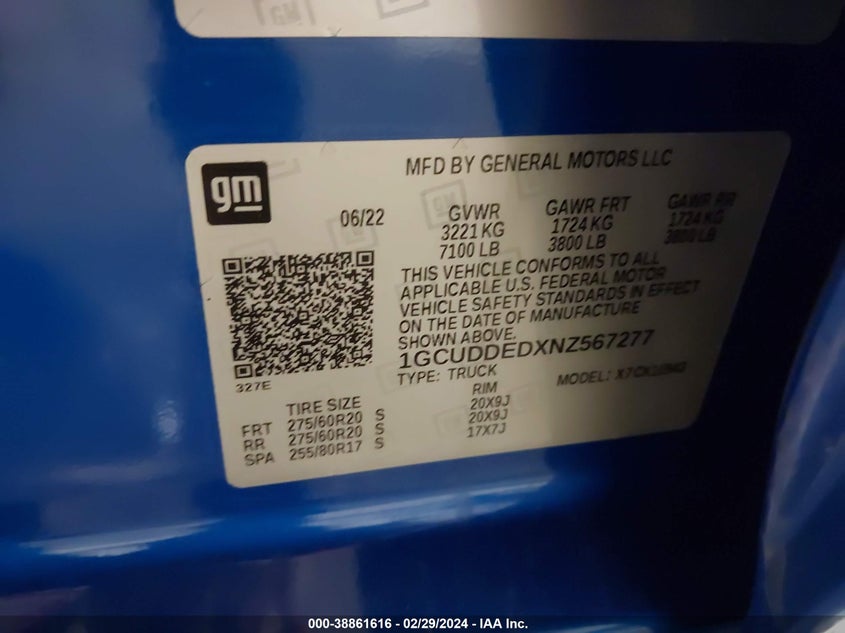 GM
gm
MFD BY GENERAL MOTORS LLC
06/22
GVWR GAWR FRT GAWR RR
3221 KG 1724 KG 1724 KG
7100 LB 3800 LB 3800 LB
THIS VEHICLE CONFORMS TO ALL
APPLICABLE U.S. FEDERAL MOTOR
VEHICLE SAFETY STANDARDS IN EFFECT
ON THE DATE OF MANUFACTURE
SHOWN ABOVE.
1GCUDDEDXNZ567277
TYPE: TRUCK MODEL:
327E
TIRE SIZE RIM
FRT 275/60R20 S 20X9J
RR 275/60R20 S 20X9J
SPA 255/80R17 S 17X7J
000-38861616 - 02/29/2024 - IAA Inc.